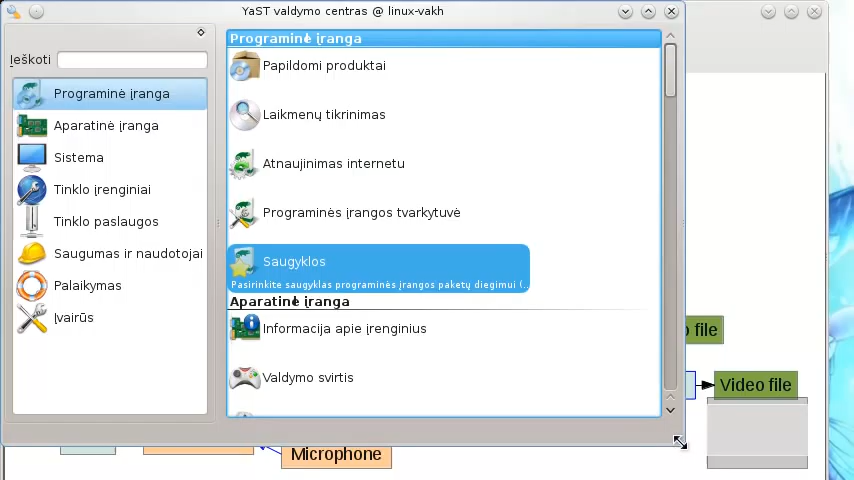 YaST valdymo centras @ linux-vakh
Ieškoti
Programinė įranga
Aparatinė įranga
Sistema
Tinklo įrenginiai
Tinklo paslaugos
Saugumas ir naudotojai
Palaikymas
Įvairūs
Programinė įranga
Papildomi produktai
Laikmenų tikrinimas
Atnaujinimas internetu
Programinės įrangos tvarkytuvė
Saugyklos
Pasirinkite saugyklas programinės įrangos paketų diegimui (..
Aparatinė įranga
Informacija apie įrenginius
Valdymo svirtis
o file
Video file
Microphone